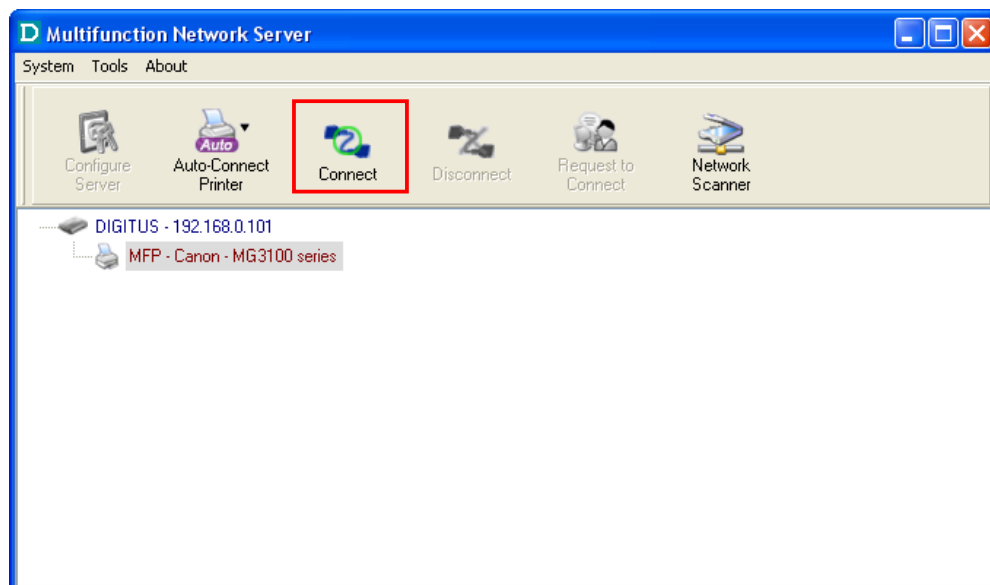 D Multifunction Network Server
System Tools About
Configure Server
Auto-Connect Printer
Auto
Connect
Disconnect
Request to Connect
Network Scanner
DIGITUS - 192.168.0.101
MFP - Canon - MG3100 series